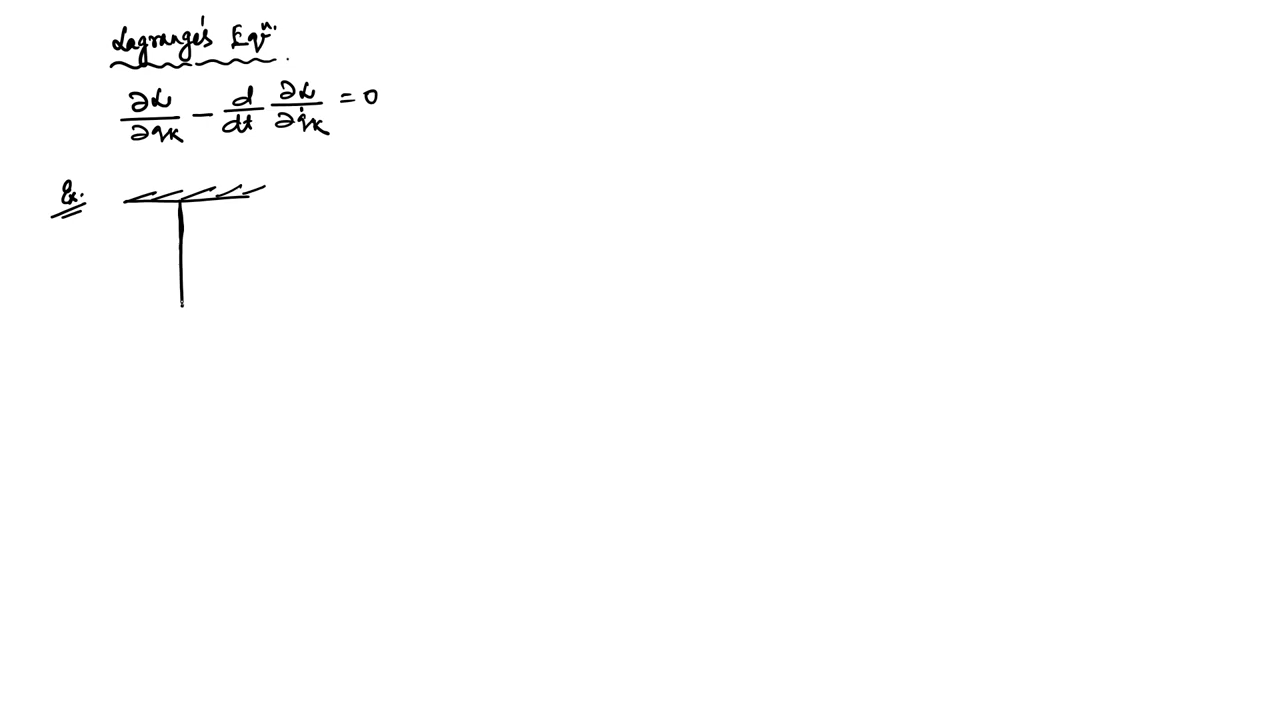 Lagrange's Eqⁿ.
∂L/∂qₖ − d/dt ∂L/∂q̇ₖ = 0
Ex.